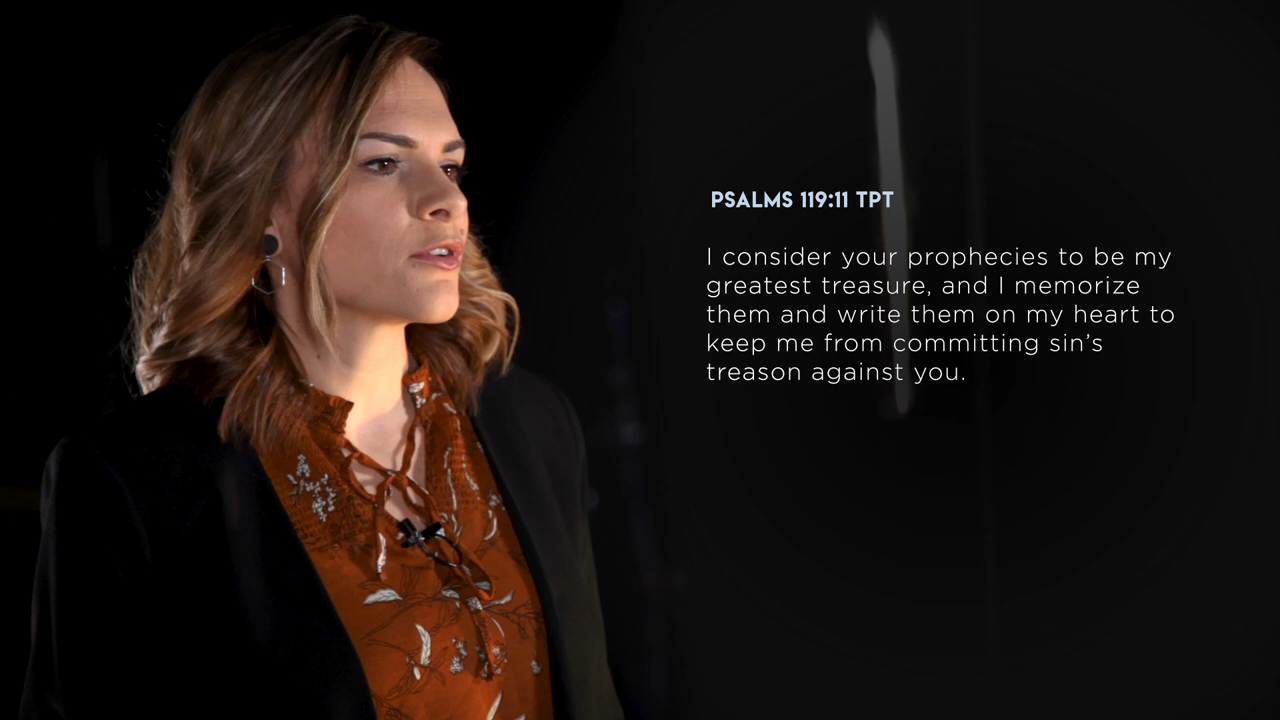 PSALMS 119:11 TPT
I consider your prophecies to be my
greatest treasure, and I memorize
them and write them on my heart to
keep me from committing sin’s
treason against you.